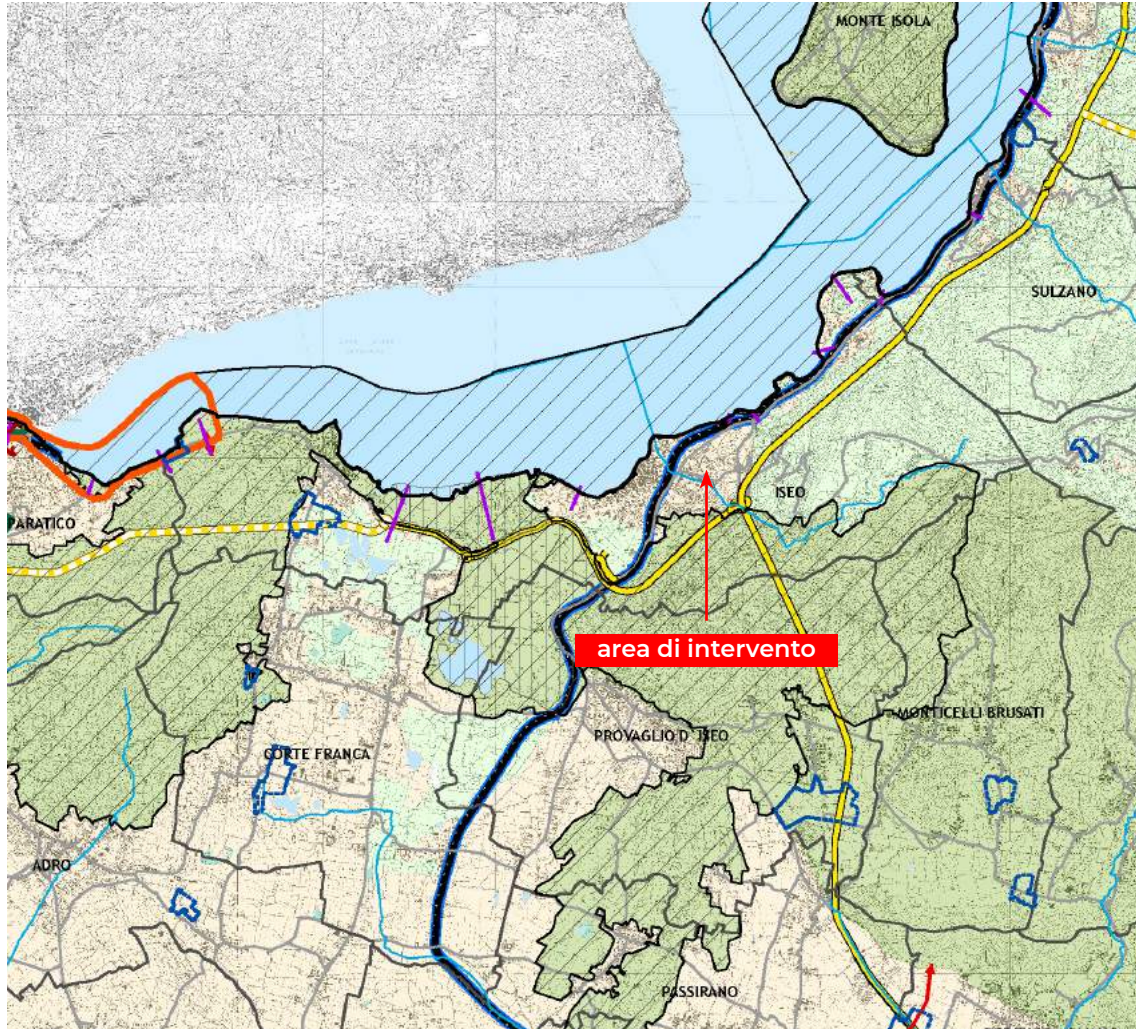 MONTE ISOLA
SULZANO
ARATICO
ISEO
area di intervento
MONTICELLI BRUSATI
PROVAGLIO D' ISEO
CORTE FRANCA
ADRO
PASSIRANO